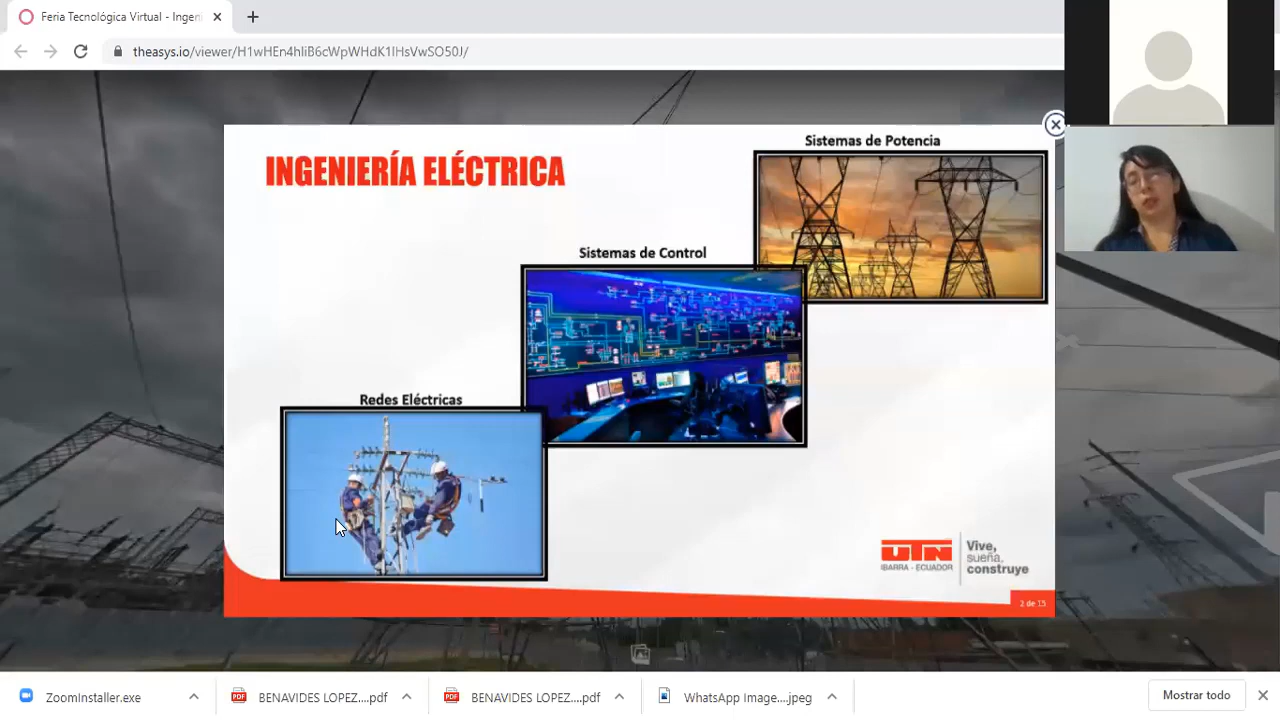 Feria Tecnológica Virtual - Ingen
theasys.io/viewer/H1wHEn4hliB6cWpWHdK1lHsVwSO50J/
INGENIERÍA ELÉCTRICA
Sistemas de Potencia
Sistemas de Control
Redes Eléctricas
UTN
IBARRA - ECUADOR
Vive,
sueña,
construye
2 de 15
ZoomInstaller.exe
BENAVIDES LOPEZ....pdf
BENAVIDES LOPEZ....pdf
WhatsApp Image....jpeg
Mostrar todo